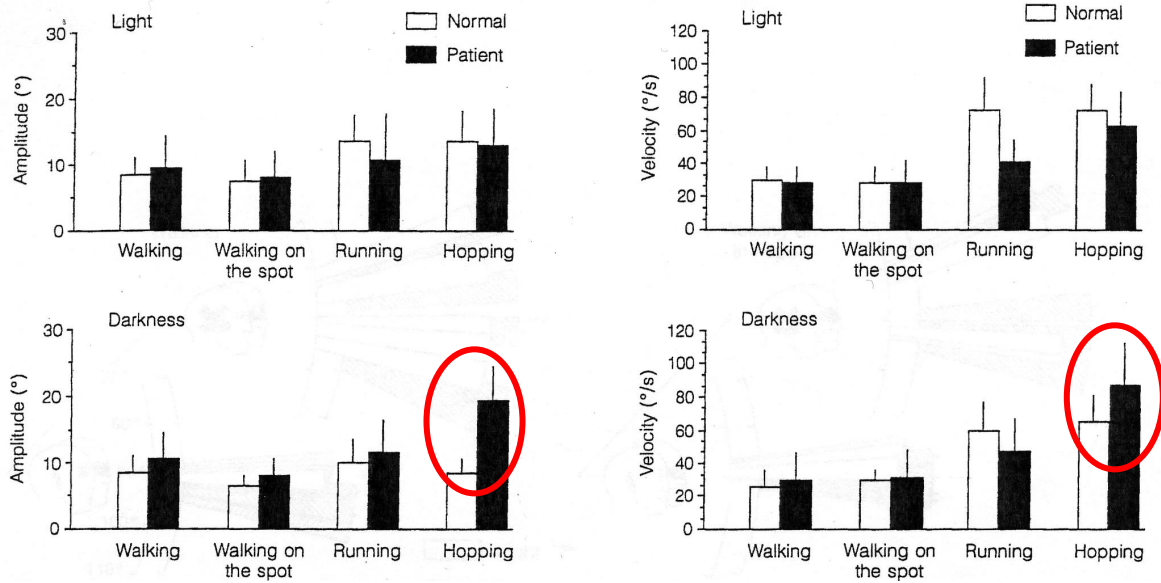 Light
Normal
Patient
Amplitude (°)
30
20
10
0
Walking
Walking on
the spot
Running
Hopping
Light
Normal
Patient
Velocity (°/s)
120
100
80
60
40
20
0
Walking
Walking on
the spot
Running
Hopping
Darkness
Amplitude (°)
30
20
10
0
Walking
Walking on
the spot
Running
Hopping
Darkness
Velocity (°/s)
120
100
80
60
40
20
0
Walking
Walking on
the spot
Running
Hopping